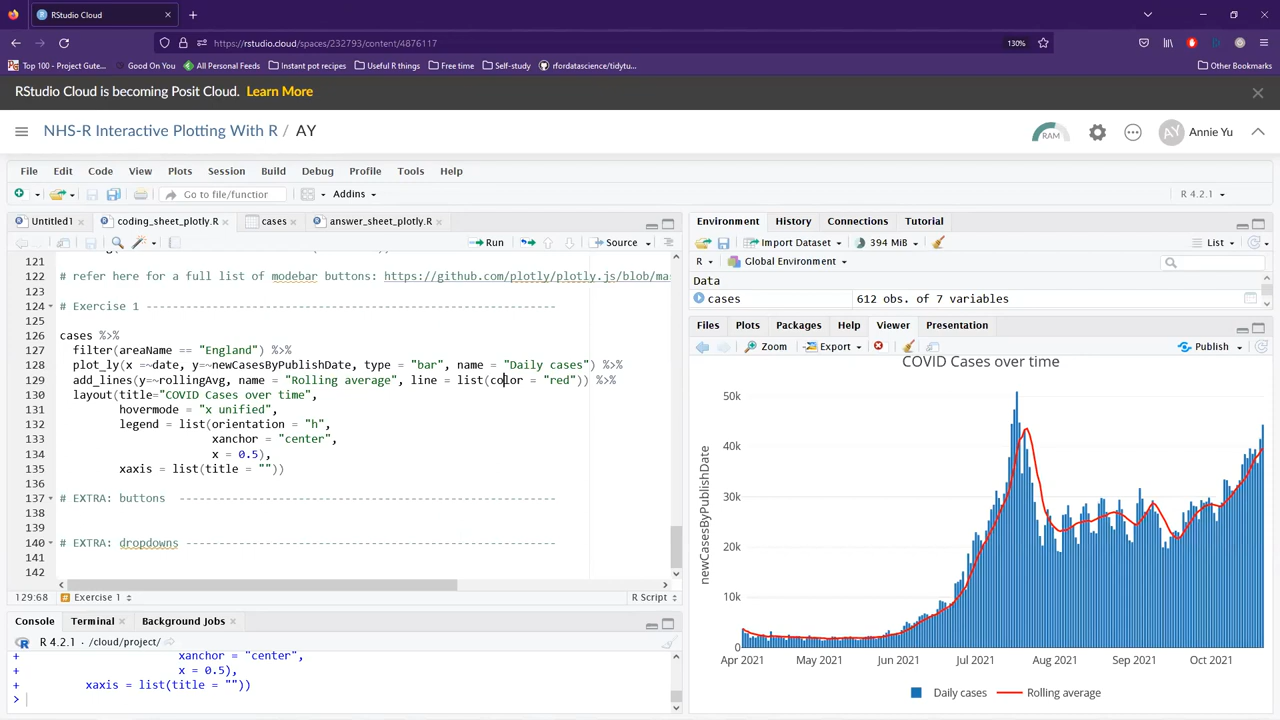 RStudio Cloud
https://rstudio.cloud/spaces/232793/content/4876117
130%
Top 100 - Project Gute...
Good On You
All Personal Feeds
Instant pot recipes
Useful R things
Free time
Self-study
rfordatascience/tidytu...
Other Bookmarks
RStudio Cloud is becoming Posit Cloud. Learn More
NHS-R Interactive Plotting With R / AY
RAM
AY
Annie Yu
File Edit Code View Plots Session Build Debug Profile Tools Help
Go to file/functior
Addins
R 4.2.1
Untitled1
coding_sheet_plotly.R
cases
answer_sheet_plotly.R
Run
Source
121
122 # refer here for a full list of modebar buttons: https://github.com/plotly/plotly.js/blob/ma
123
124 # Exercise 1 -------------------------------------------------------
125
126 cases %>%
127 filter(areaName == "England") %>%
128 plot_ly(x =~date, y=~newCasesByPublishDate, type = "bar", name = "Daily cases") %>%
129 add_lines(y=~rollingAvg, name = "Rolling average", line = list(color = "red")) %>%
130 layout(title="COVID Cases over time",
131 hovermode = "x unified",
132 legend = list(orientation = "h",
133 xanchor = "center",
134 x = 0.5),
135 xaxis = list(title = ""))
136
137 # EXTRA: buttons --------------------------------------------------
138
139
140 # EXTRA: dropdowns --------------------------------------------------
141
142
129:68
Exercise 1
R Script
Console
Terminal
Background Jobs
R 4.2.1 · /cloud/project/
+ xanchor = "center",
+ x = 0.5),
+ xaxis = list(title = ""))
>
Environment
History
Connections
Tutorial
Import Dataset
394 MiB
List
R
Global Environment
Data
cases
612 obs. of 7 variables
Files
Plots
Packages
Help
Viewer
Presentation
Zoom
Export
Publish
COVID Cases over time
newCasesByPublishDate
50k
40k
30k
20k
10k
0
Apr 2021
May 2021
Jun 2021
Jul 2021
Aug 2021
Sep 2021
Oct 2021
Daily cases
Rolling average